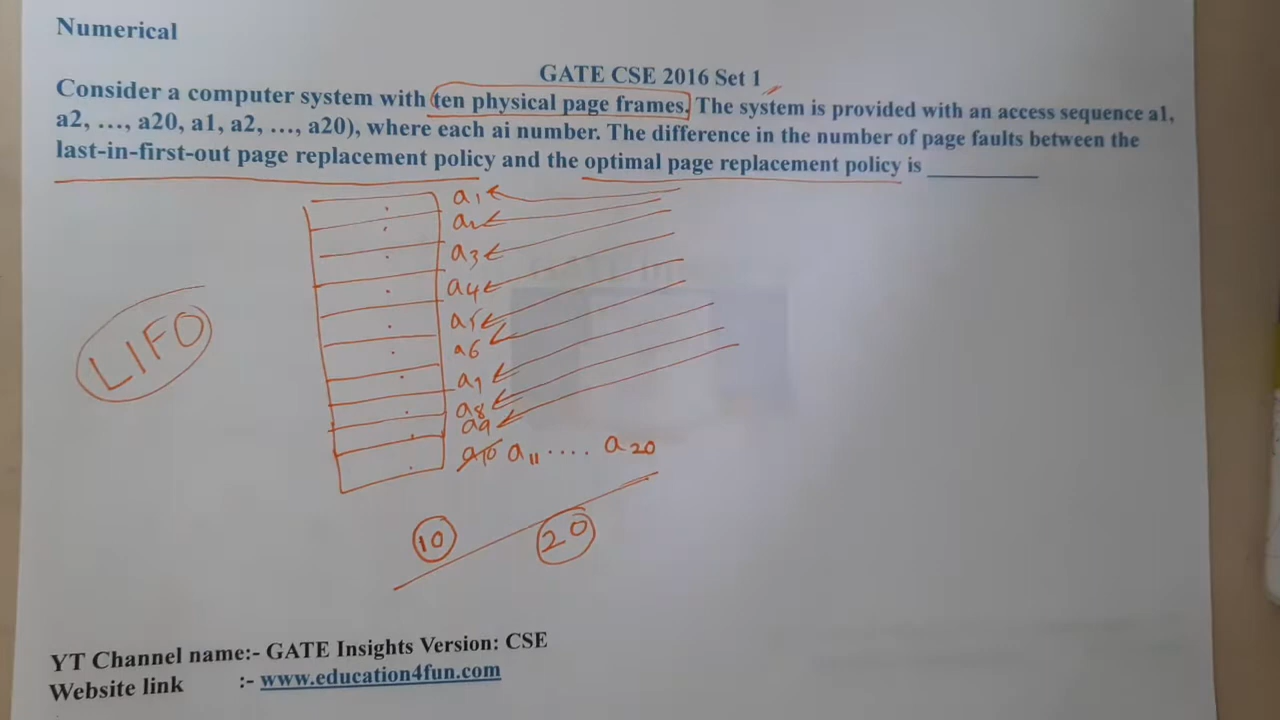 Numerical
GATE CSE 2016 Set 1
Consider a computer system with ten physical page frames. The system is provided with an access sequence a1,
a2, …, a20, a1, a2, …, a20), where each ai number. The difference in the number of page faults between the
last-in-first-out page replacement policy and the optimal page replacement policy is ________
a1
a2
a3
a4
a5
LIFO
a6
a7
a8
a9
a10 a11 .... a20
10
20
YT Channel name:- GATE Insights Version: CSE
Website link :- www.education4fun.com